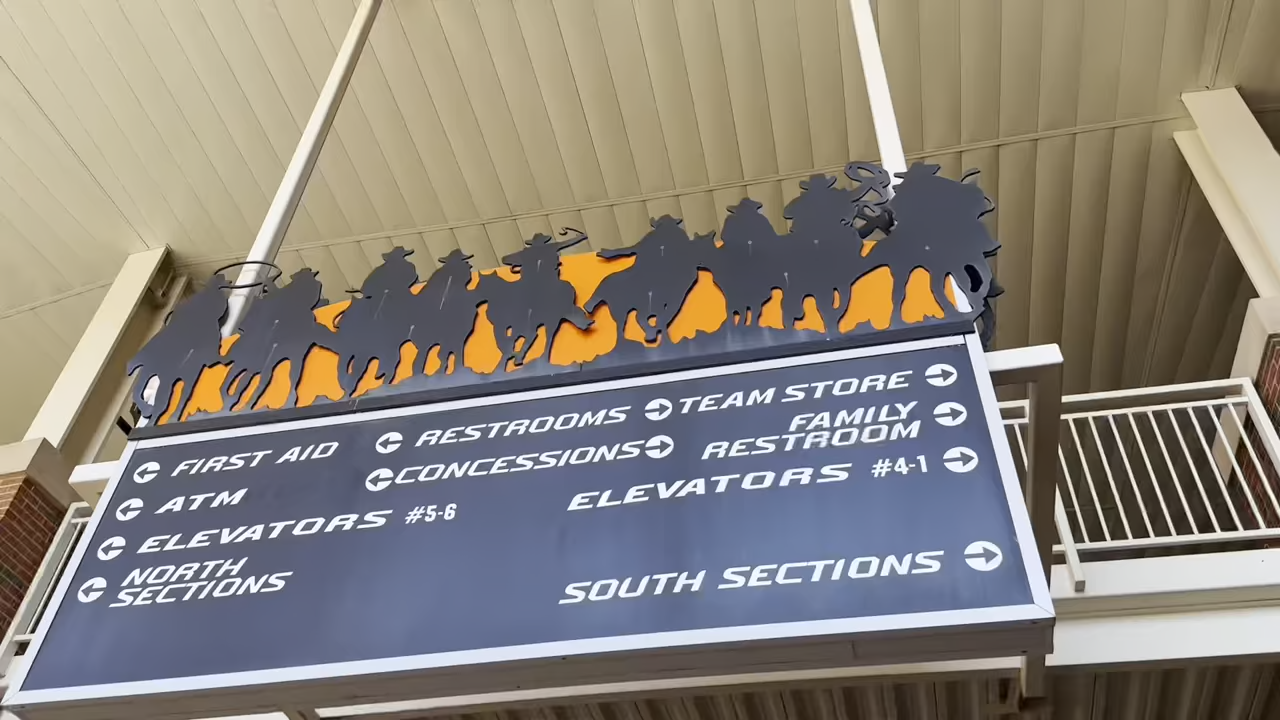 FIRST AID
ATM
ELEVATORS #5-6
NORTH
SECTIONS
RESTROOMS
CONCESSIONS
TEAM STORE
FAMILY
RESTROOM
ELEVATORS #4-1
SOUTH SECTIONS